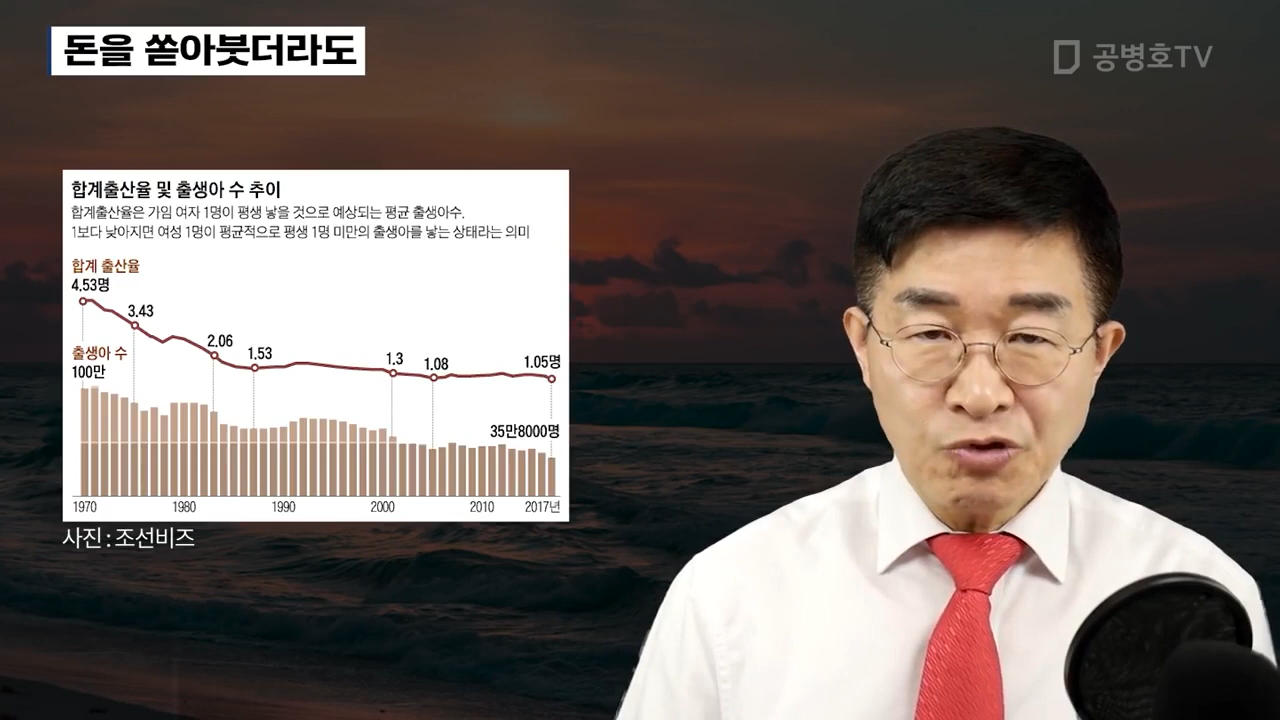 돈을 쏟아붓더라도
공병호TV
합계출산율 및 출생아 수 추이
합계출산율은 가임 여자 1명이 평생 낳을 것으로 예상되는 평균 출생아수.
1보다 낮아지면 여성 1명이 평균적으로 평생 1명 미만의 출생아를 낳는 상태라는 의미
합계 출산율
4.53명
3.43
2.06
1.53
1.3
1.08
1.05명
출생아 수
100만
35만8000명
1970 1980 1990 2000 2010 2017년
사진 : 조선비즈